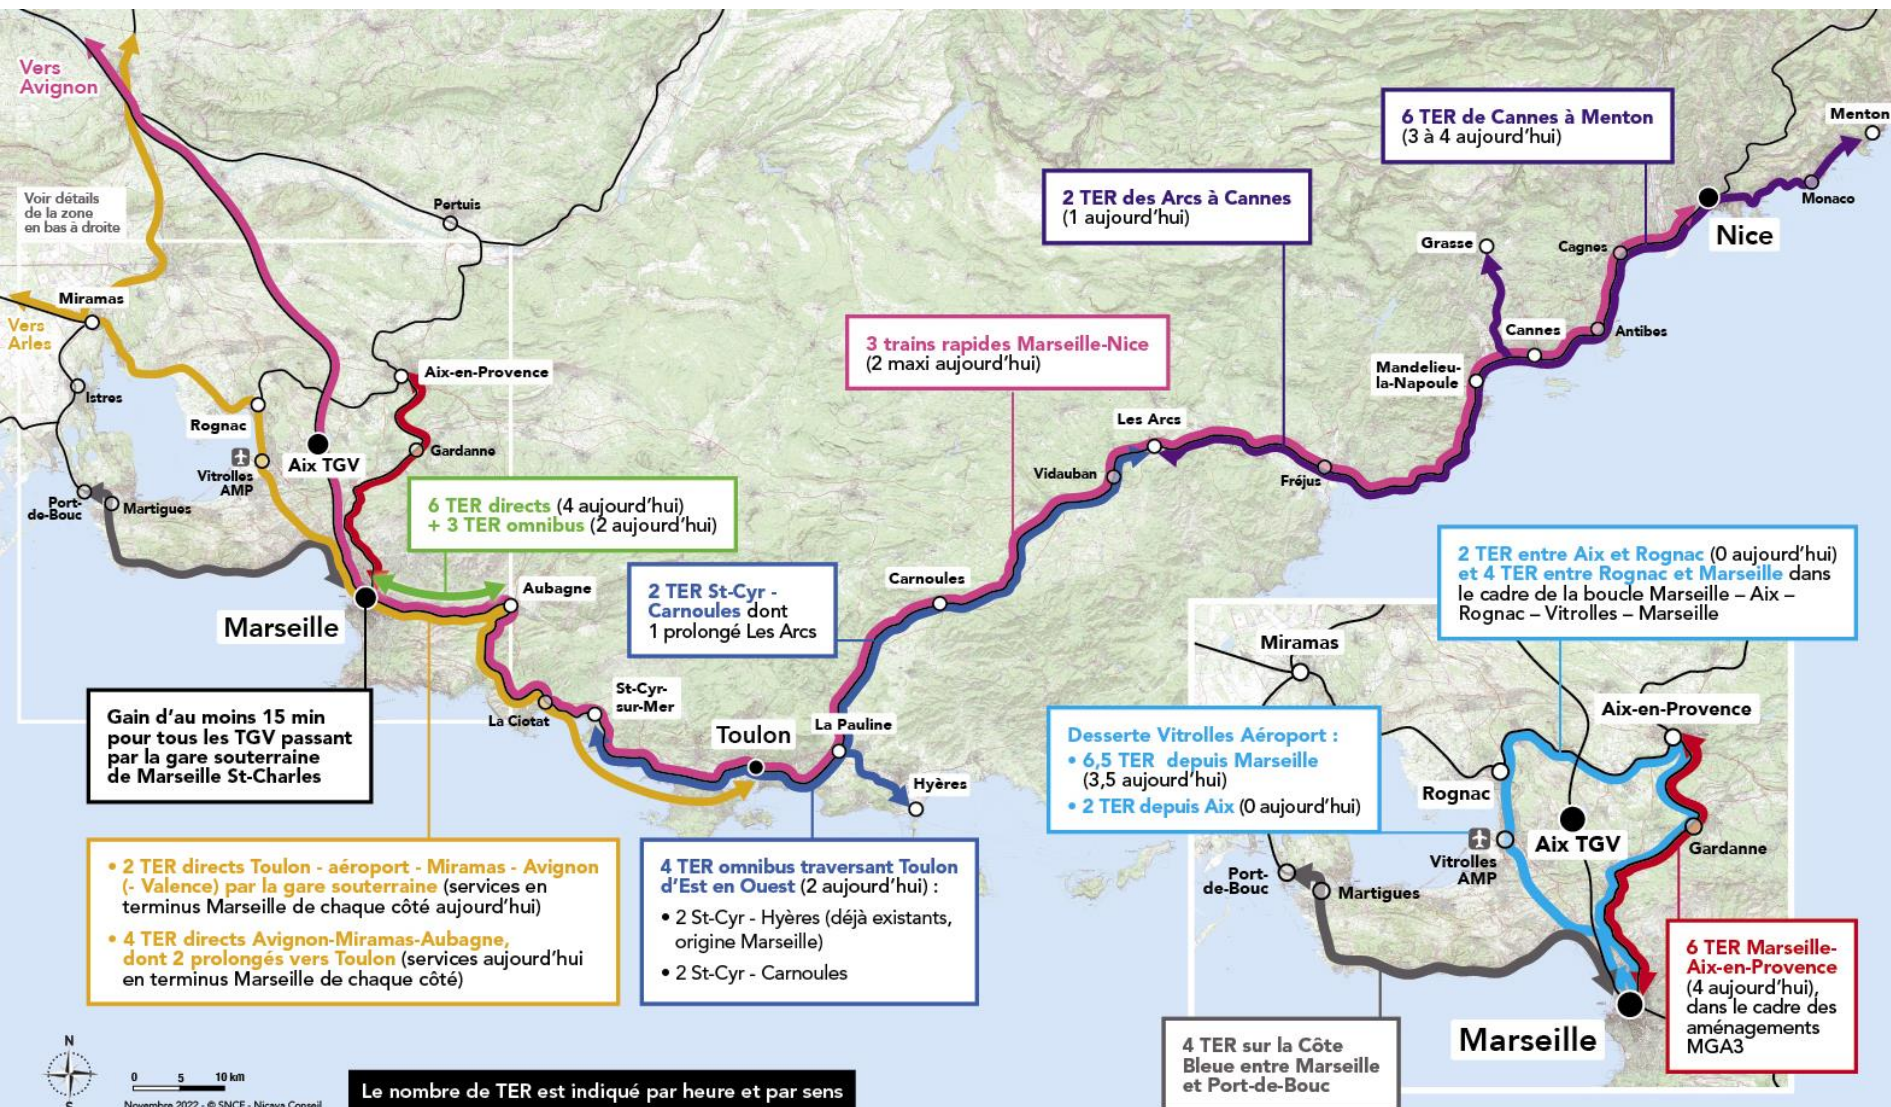 Vers
Avignon
Voir détails
de la zone
en bas à droite
Pertuis
Miramas
Vers
Arles
Istres
Aix-en-Provence
Rognac
Aix TGV
Gardanne
Vitrolles
AMP
Port-
de-Bouc
Martigues
Marseille
Aubagne
La Ciotat
St-Cyr-
sur-Mer
Toulon
La Pauline
Hyères
Carnoules
Vidauban
Les Arcs
Fréjus
Mandelieu-
la-Napoule
Cannes
Grasse
Antibes
Cagnes
Nice
Monaco
Menton
6 TER de Cannes à Menton
(3 à 4 aujourd'hui)
2 TER des Arcs à Cannes
(1 aujourd'hui)
3 trains rapides Marseille-Nice
(2 maxi aujourd'hui)
6 TER directs (4 aujourd'hui)
+ 3 TER omnibus (2 aujourd'hui)
2 TER St-Cyr -
Carnoules dont
1 prolongé Les Arcs
Gain d'au moins 15 min
pour tous les TGV passant
par la gare souterraine
de Marseille St-Charles
• 2 TER directs Toulon - aéroport - Miramas - Avignon
(- Valence) par la gare souterraine (services en
terminus Marseille de chaque côté aujourd'hui)
• 4 TER directs Avignon-Miramas-Aubagne,
dont 2 prolongés vers Toulon (services aujourd'hui
en terminus Marseille de chaque côté)
4 TER omnibus traversant Toulon
d'Est en Ouest (2 aujourd'hui) :
• 2 St-Cyr - Hyères (déjà existants,
origine Marseille)
• 2 St-Cyr - Carnoules
2 TER entre Aix et Rognac (0 aujourd'hui)
et 4 TER entre Rognac et Marseille dans
le cadre de la boucle Marseille – Aix –
Rognac – Vitrolles – Marseille
Desserte Vitrolles Aéroport :
• 6,5 TER depuis Marseille
(3,5 aujourd'hui)
• 2 TER depuis Aix (0 aujourd'hui)
Miramas
Aix-en-Provence
Rognac
Aix TGV
Gardanne
Vitrolles
AMP
Port-
de-Bouc
Martigues
Marseille
6 TER Marseille-
Aix-en-Provence
(4 aujourd'hui),
dans le cadre des
aménagements
MGA3
4 TER sur la Côte
Bleue entre Marseille
et Port-de-Bouc
N
S
0 5 10 km
Novembre 2022 - © SNCF - Nicaya Conseil
Le nombre de TER est indiqué par heure et par sens